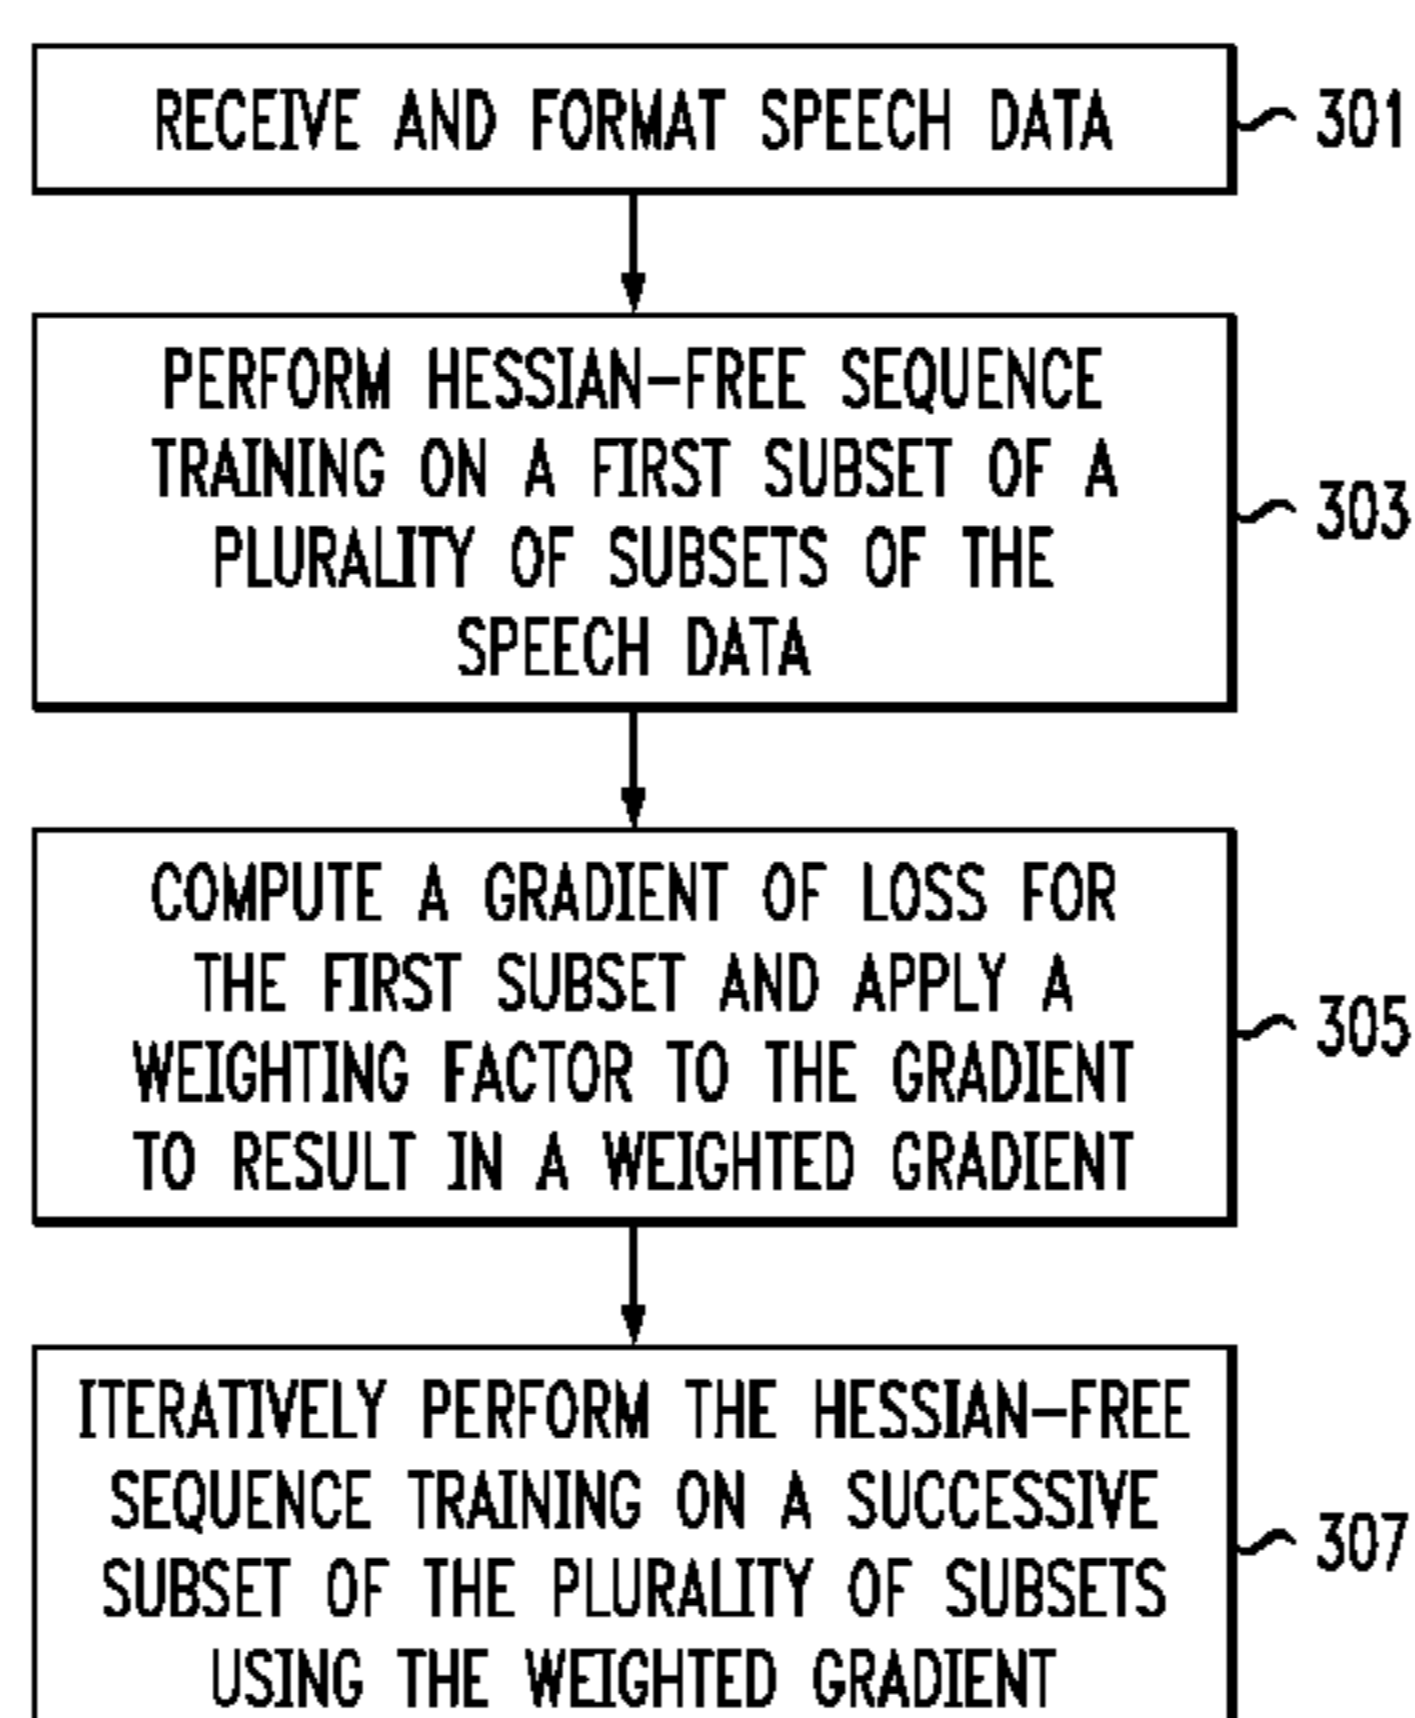 RECEIVE AND FORMAT SPEECH DATA
301
PERFORM HESSIAN-FREE SEQUENCE
TRAINING ON A FIRST SUBSET OF A
PLURALITY OF SUBSETS OF THE
SPEECH DATA
303
COMPUTE A GRADIENT OF LOSS FOR
THE FIRST SUBSET AND APPLY A
WEIGHTING FACTOR TO THE GRADIENT
TO RESULT IN A WEIGHTED GRADIENT
305
ITERATIVELY PERFORM THE HESSIAN-FREE
SEQUENCE TRAINING ON A SUCCESSIVE
SUBSET OF THE PLURALITY OF SUBSETS
USING THE WEIGHTED GRADIENT
307